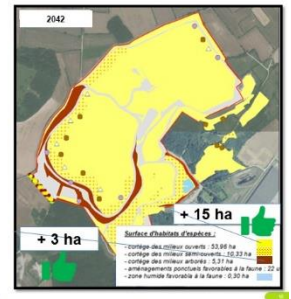 2042
+ 15 ha
+ 3 ha
Surface d'habitats d'espèces :
- cortège des milieux ouverts : 53,96 ha
- cortège des milieux semi-ouverts : 10,33 ha
- cortège des milieux arborés : 5,31 ha
- aménagements ponctuels favorables à la faune : 22 u
- zone humide favorable à la faune : 0,30 ha